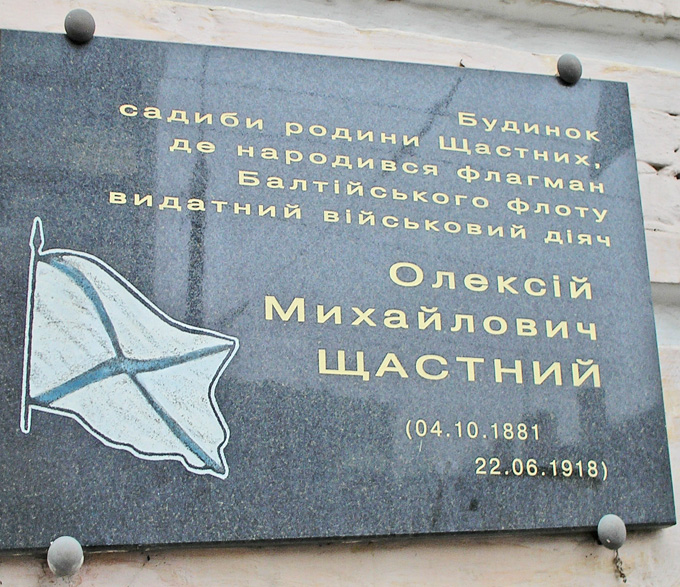 Будинок
садиби родини Щастних,
де народився флагман
Балтійського флоту
видатний військовий діяч
Олексій
Михайлович
ЩАСТНИЙ
(04.10.1881
22.06.1918)